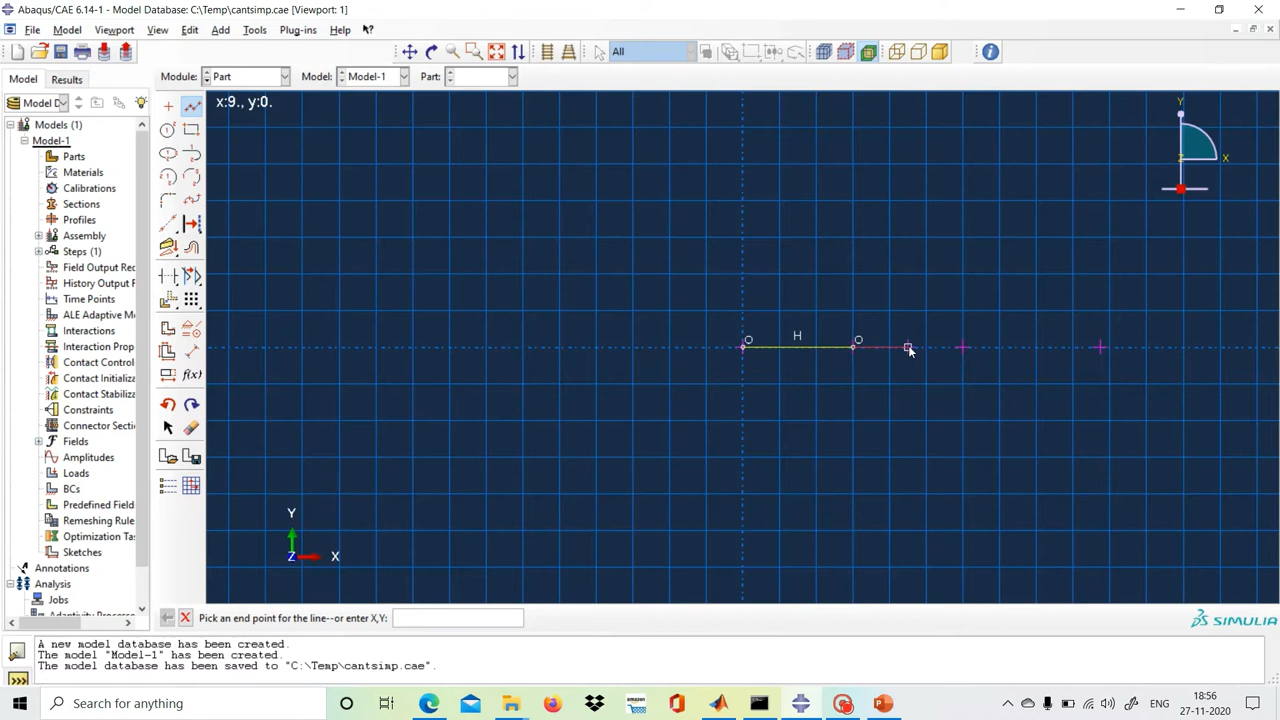 Abaqus/CAE 6.14-1 - Model Database: C:\Temp\cantsimp.cae [Viewport: 1]
File Model Viewport View Edit Add Tools Plug-ins Help
All
Model Results
Module: Part Model: Model-1 Part:
Model D
x:9., y:0.
Y
Z X
Models (1)
Model-1
Parts
Materials
Calibrations
Sections
Profiles
Assembly
Steps (1)
Field Output Rec
History Output R
Time Points
ALE Adaptive M
Interactions
Interaction Prop
Contact Control
Contact Initializ
Contact Stabiliz
Constraints
Connector Secti
Fields
Amplitudes
Loads
BCs
Predefined Field
Remeshing Rule
Optimization Tas
Sketches
Annotations
Analysis
Jobs
Adaptivity Processe
f(x)
H
Y
Z X
Pick an end point for the line--or enter X,Y:
SIMULIA
A new model database has been created.
The model "Model-1" has been created.
The model database has been saved to "C:\Temp\cantsimp.cae".
Search for anything
amazon
ENG
18:56
27-11-2020